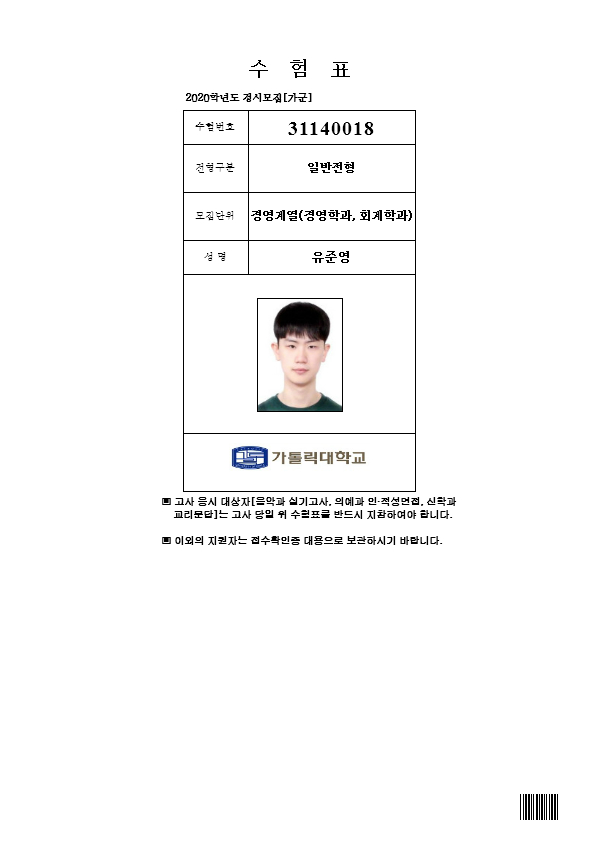 수 험 표
2020학년도 정시모집[가군]
수험번호 31140018
전형구분 일반전형
모집단위 경영계열(경영학과, 회계학과)
성 명 유준영
가톨릭대학교
▣ 고사 응시 대상자[음악과 실기고사, 의예과 인·적성면접, 신학과
교리문답]는 고사 당일 위 수험표를 반드시 지참하여야 합니다.
▣ 이외의 지원자는 접수확인증 대용으로 보관하시기 바랍니다.